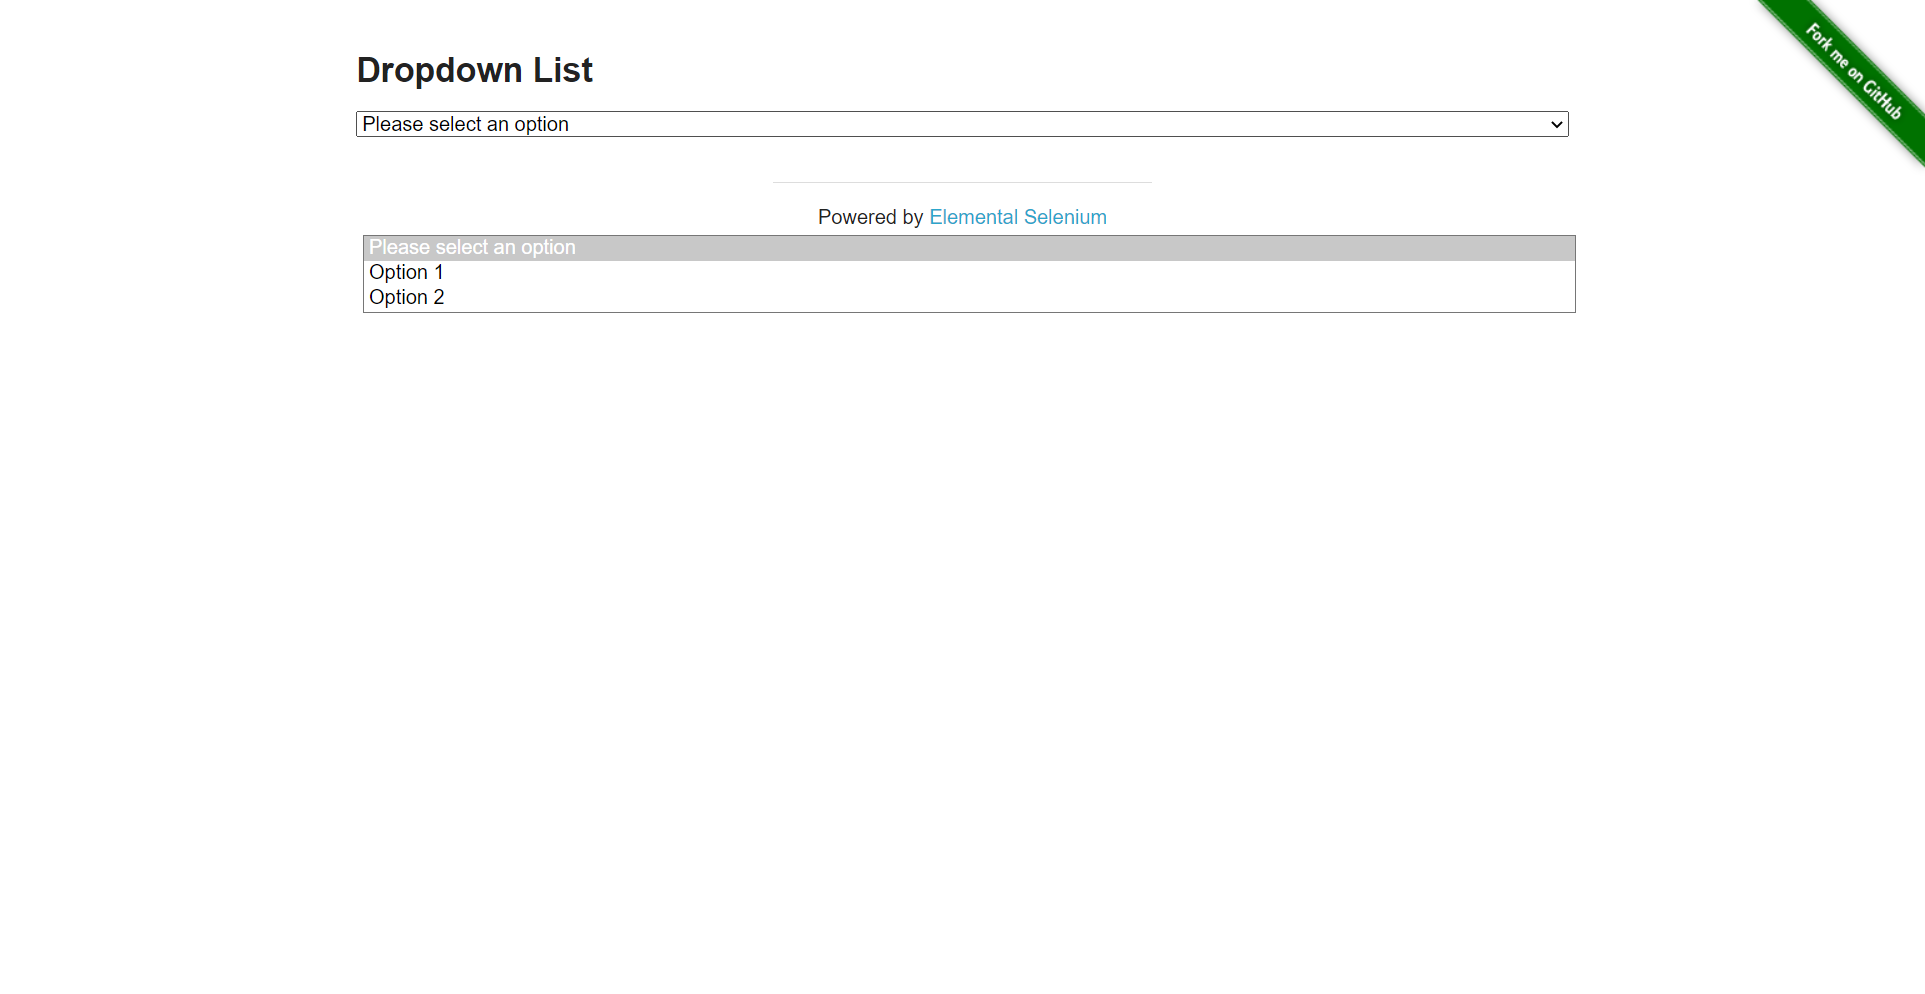 Fork me on GitHub
Dropdown List
Please select an option
Powered by Elemental Selenium
Please select an option
Option 1
Option 2